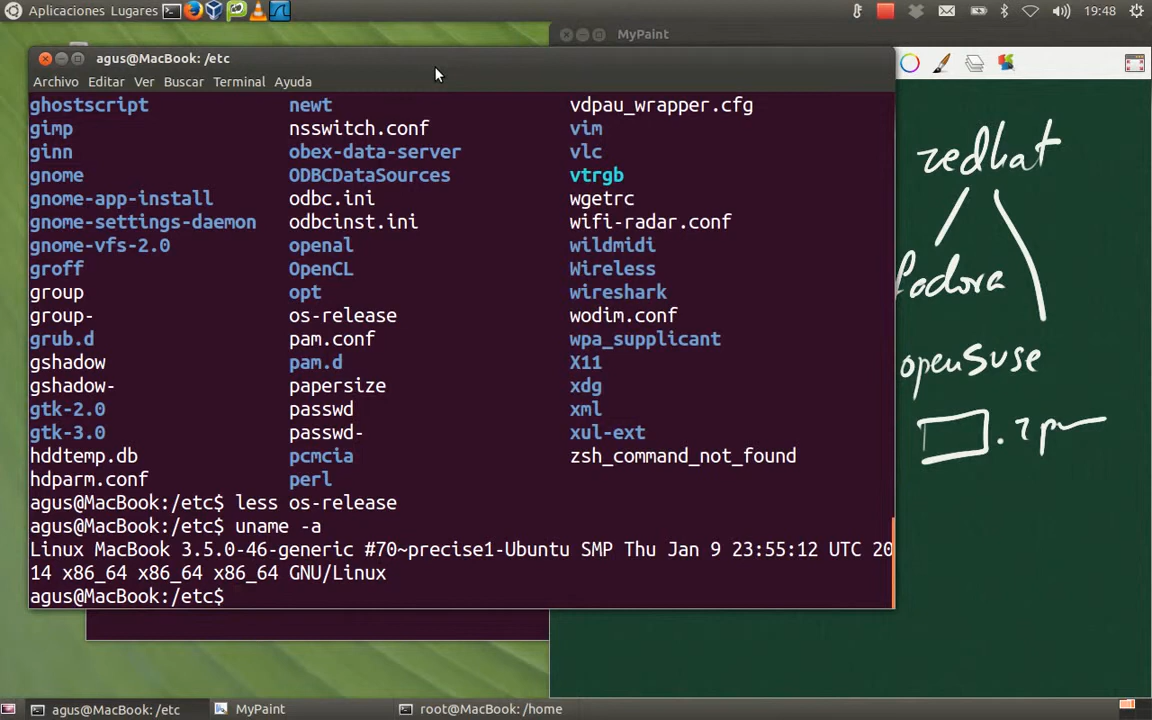 Aplicaciones Lugares
19:48
MyPaint
agus@MacBook: /etc
Archivo Editar Ver Buscar Terminal Ayuda
ghostscript newt vdpau_wrapper.cfg
gimp nsswitch.conf vim
ginn obex-data-server vlc
gnome ODBCDataSources vtrgb
gnome-app-install odbc.ini wgetrc
gnome-settings-daemon odbcinst.ini wifi-radar.conf
gnome-vfs-2.0 openal wildmidi
groff OpenCL Wireless
group opt wireshark
group- os-release wodim.conf
grub.d pam.conf wpa_supplicant
gshadow pam.d X11
gshadow- papersize xdg
gtk-2.0 passwd xml
gtk-3.0 passwd- xul-ext
hddtemp.db pcmcia zsh_command_not_found
hdparm.conf perl
agus@MacBook:/etc$ less os-release
agus@MacBook:/etc$ uname -a
Linux MacBook 3.5.0-46-generic #70~precise1-Ubuntu SMP Thu Jan 9 23:55:12 UTC 20
14 x86_64 x86_64 x86_64 GNU/Linux
agus@MacBook:/etc$
redhat
fedora
openSuse
.rpm
agus@MacBook: /etc
MyPaint
root@MacBook: /home